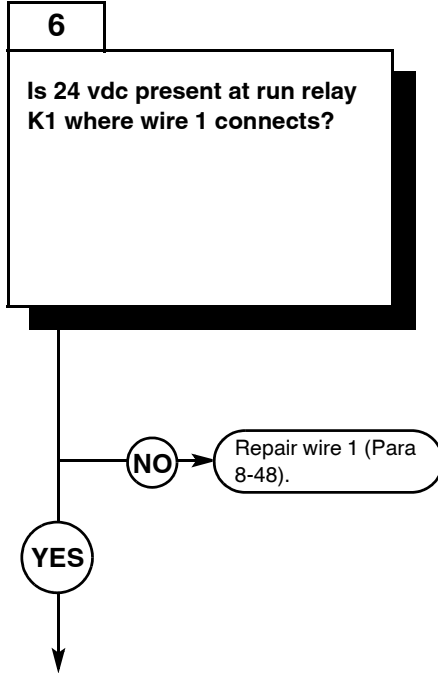 6
Is 24 vdc present at run relay
K1 where wire 1 connects?
NO
Repair wire 1 (Para
8-48).
YES